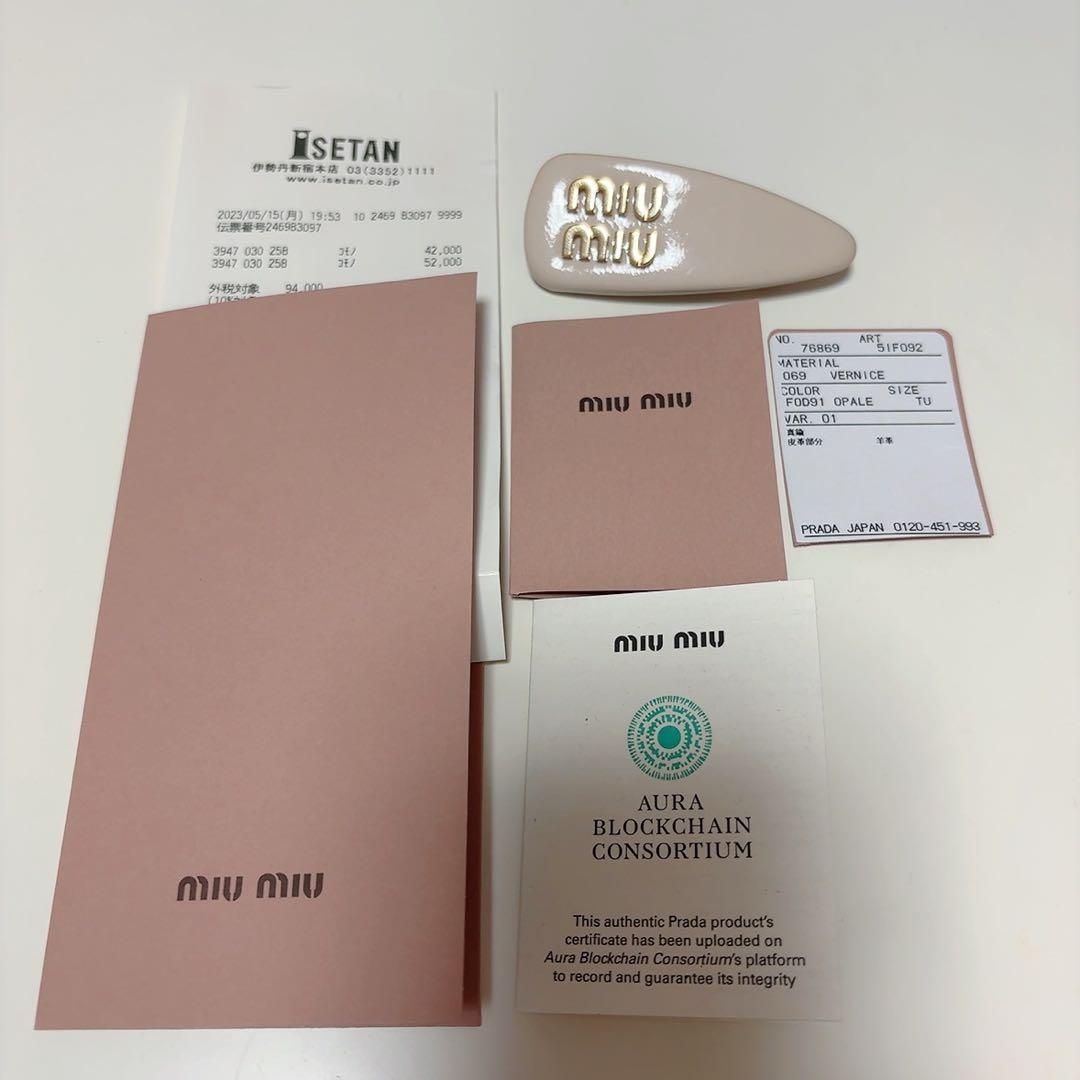 ISETAN
伊勢丹新宿本店 03(3352)1111
www.isetan.co.jp
2023/05/15(月) 19:53 10 2469 B3097 9999
伝票番号246983097
3947 030 25B コモノ 42,000
3947 030 25B コモノ 52,000
外税対象 94,000
miu
miu
miu miu
NO. ART
76869 5IF092
MATERIAL
069 VERNICE
COLOR SIZE
F0D91 OPALE TU
VAR. 01
真鍮
皮革部分 羊革
PRADA JAPAN 0120-451-993
miu miu
miu miu
AURA
BLOCKCHAIN
CONSORTIUM
This authentic Prada product's
certificate has been uploaded on
Aura Blockchain Consortium's platform
to record and guarantee its integrity